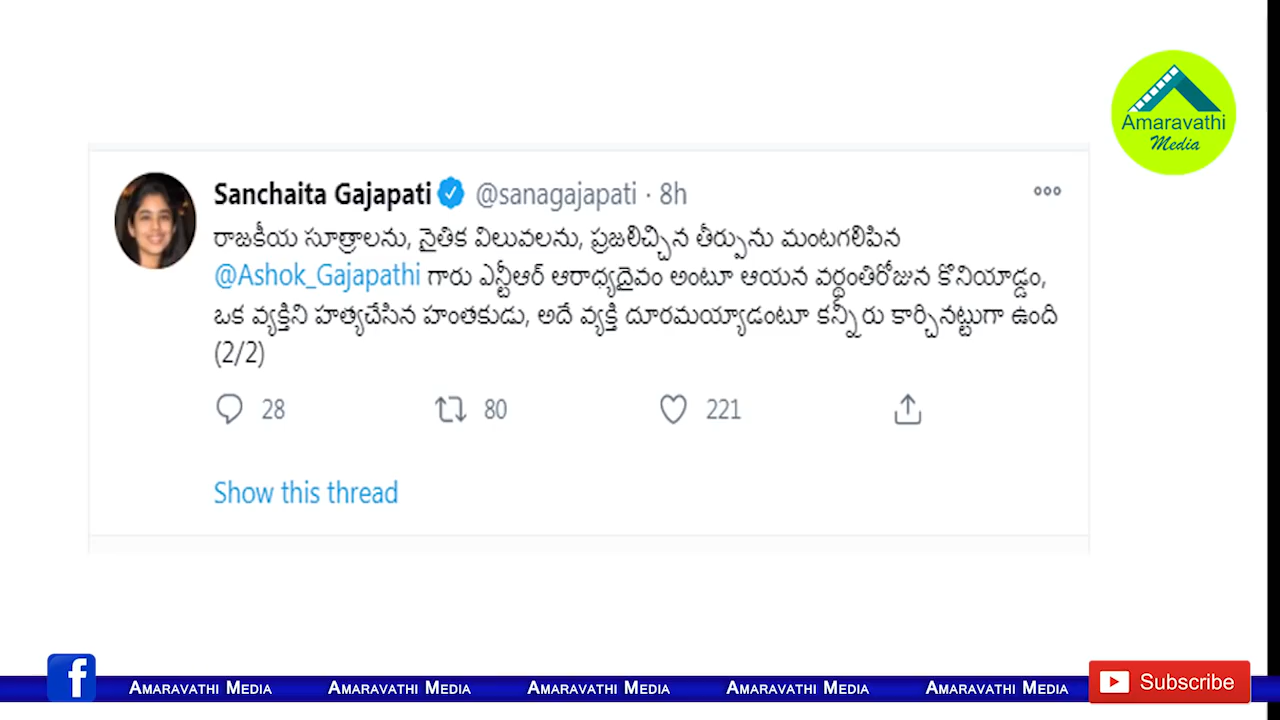 Amaravathi
Media
Sanchaita Gajapati @sanagajapati · 8h
రాజకీయ సూత్రాలను, నైతిక విలువలను, ప్రజలిచ్చిన తీర్పును మంటగలిపిన
@Ashok_Gajapathi గారు ఎన్టీఆర్ ఆరాధ్యదైవం అంటూ ఆయన వర్థంతిరోజున కొనియాడ్డం,
ఒక వ్యక్తిని హత్యచేసిన హంతకుడు, అదే వ్యక్తి దూరమయ్యాడంటూ కన్నీరు కార్చినట్టుగా ఉంది
(2/2)
28 80 221
Show this thread
f AMARAVATHI MEDIA AMARAVATHI MEDIA AMARAVATHI MEDIA AMARAVATHI MEDIA AMARAVATHI MEDIA Subscribe